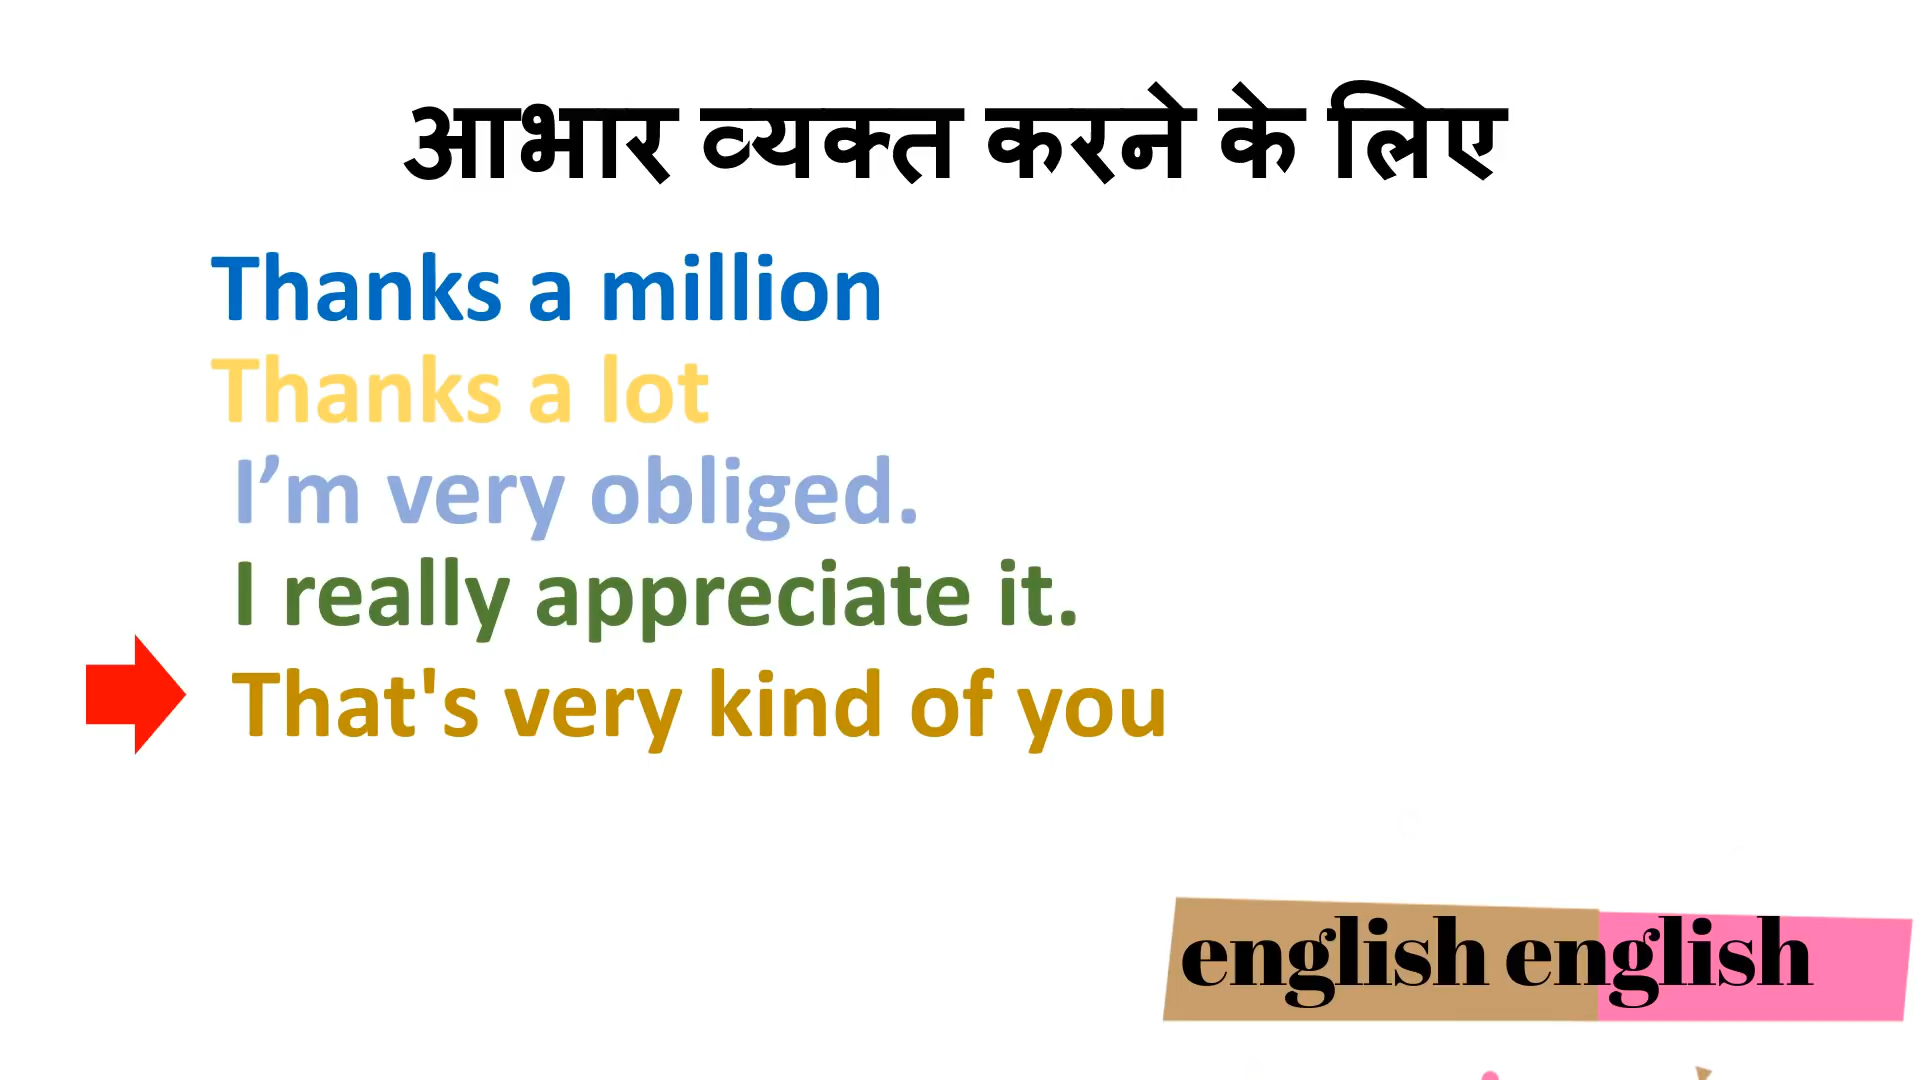 आभार व्यक्त करने के लिए
Thanks a million
Thanks a lot
I’m very obliged.
I really appreciate it.
That's very kind of you
english english